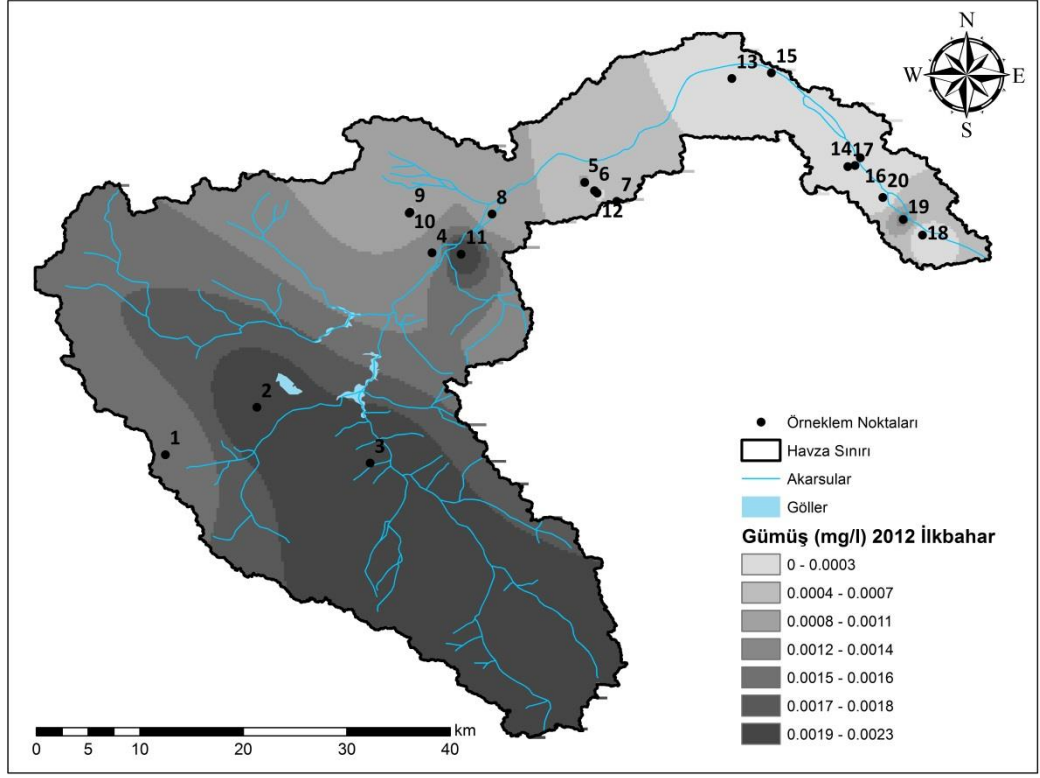 N
W E
S
13
15
14
17
16
20
19
18
5
6
7
12
9
10
8
4
11
2
1
3
Örneklem Noktaları
Havza Sınırı
Akarsular
Göller
Gümüş (mg/l) 2012 İlkbahar
0 - 0.0003
0.0004 - 0.0007
0.0008 - 0.0011
0.0012 - 0.0014
0.0015 - 0.0016
0.0017 - 0.0018
0.0019 - 0.0023
km
0 5 10 20 30 40